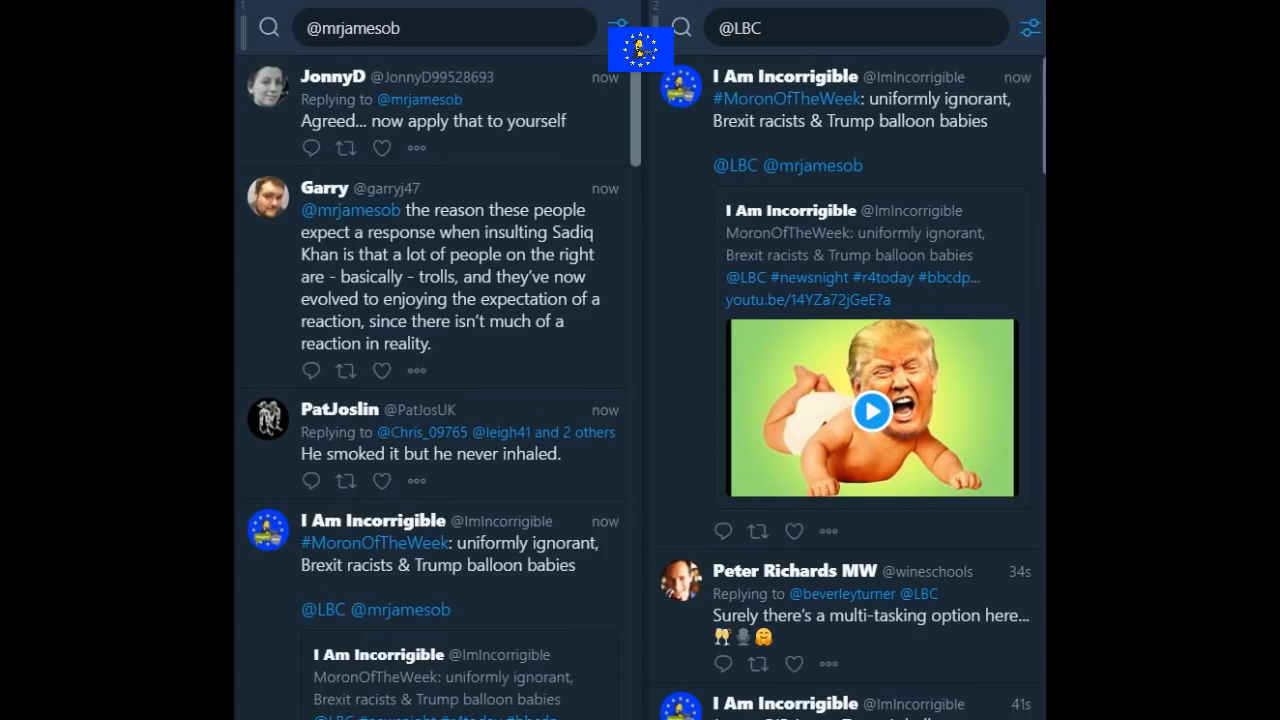 1
@mrjamesob
JonnyD @JonnyD99528693 now
Replying to @mrjamesob
Agreed... now apply that to yourself
Garry @garryj47 now
@mrjamesob the reason these people
expect a response when insulting Sadiq
Khan is that a lot of people on the right
are - basically - trolls, and they've now
evolved to enjoying the expectation of a
reaction, since there isn't much of a
reaction in reality.
PatJoslin @PatJosUK now
Replying to @Chris_09765 @leigh41 and 2 others
He smoked it but he never inhaled.
I Am Incorrigible @ImIncorrigible now
#MoronOfTheWeek: uniformly ignorant,
Brexit racists & Trump balloon babies
@LBC @mrjamesob
I Am Incorrigible @ImIncorrigible
MoronOfTheWeek: uniformly ignorant,
Brexit racists & Trump balloon babies
@LBC #newsnight #r4today #bbcdp...
2
@LBC
I Am Incorrigible @ImIncorrigible now
#MoronOfTheWeek: uniformly ignorant,
Brexit racists & Trump balloon babies
@LBC @mrjamesob
I Am Incorrigible @ImIncorrigible
MoronOfTheWeek: uniformly ignorant,
Brexit racists & Trump balloon babies
@LBC #newsnight #r4today #bbcdp...
youtu.be/14YZa72jGeE?a
Peter Richards MW @wineschools 34s
Replying to @beverleyturner @LBC
Surely there's a multi-tasking option here...
🥂🎙️🤗
I Am Incorrigible @ImIncorrigible 41s